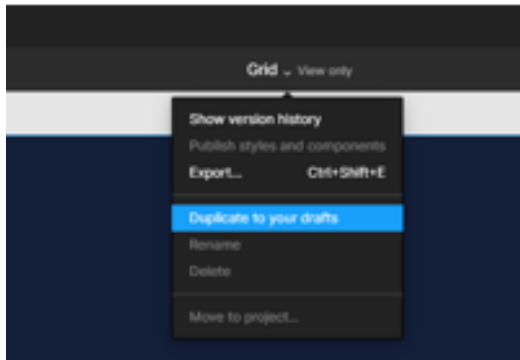 Grid View only
Show version history
Publish styles and components
Export... Ctrl+Shift+E
Duplicate to your drafts
Rename
Delete
Move to project...